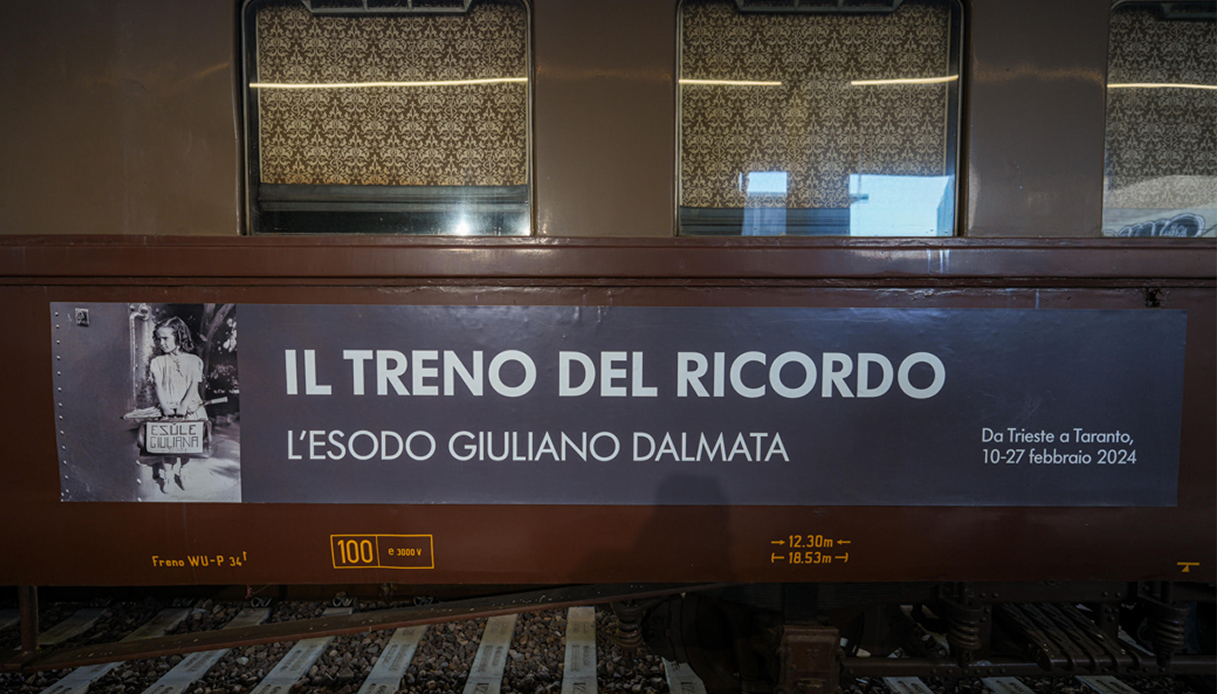 IL TRENO DEL RICORDO
L'ESODO GIULIANO DALMATA
Da Trieste a Taranto,
10-27 febbraio 2024
ESULE
GIULIANA
Freno WU-P 34t
100 e 3000 V
12.30m
18.53m